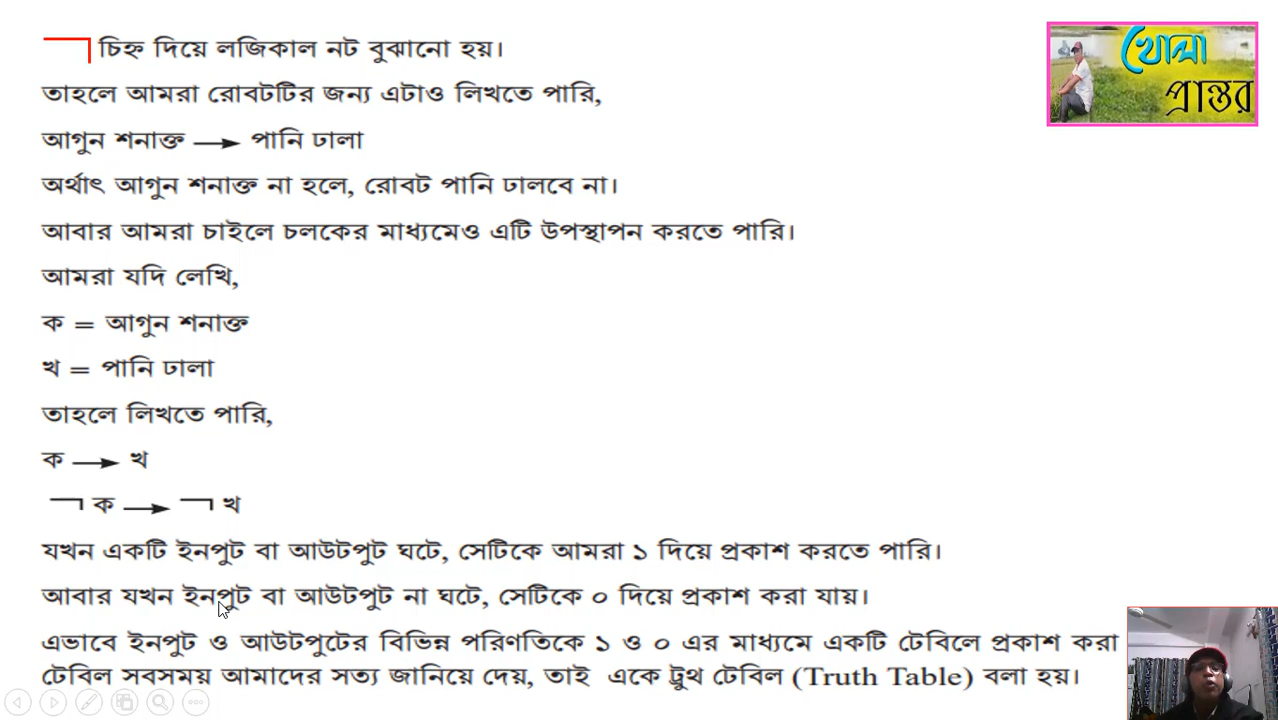 ¬ চিহ্ন দিয়ে লজিকাল নট বুঝানো হয়।
তাহলে আমরা রোবটটির জন্য এটাও লিখতে পারি,
আগুন শনাক্ত → পানি ঢালা
অর্থাৎ আগুন শনাক্ত না হলে, রোবট পানি ঢালবে না।
আবার আমরা চাইলে চলকের মাধ্যমেও এটি উপস্থাপন করতে পারি।
আমরা যদি লেখি,
ক = আগুন শনাক্ত
খ = পানি ঢালা
তাহলে লিখতে পারি,
ক → খ
¬ ক → ¬ খ
যখন একটি ইনপুট বা আউটপুট ঘটে, সেটিকে আমরা ১ দিয়ে প্রকাশ করতে পারি।
আবার যখন ইনপুট বা আউটপুট না ঘটে, সেটিকে ০ দিয়ে প্রকাশ করা যায়।
এভাবে ইনপুট ও আউটপুটের বিভিন্ন পরিণতিকে ১ ও ০ এর মাধ্যমে একটি টেবিলে প্রকাশ করা
টেবিল সবসময় আমাদের সত্য জানিয়ে দেয়, তাই একে ট্রুথ টেবিল (Truth Table) বলা হয়।
খোলা
প্রান্তর